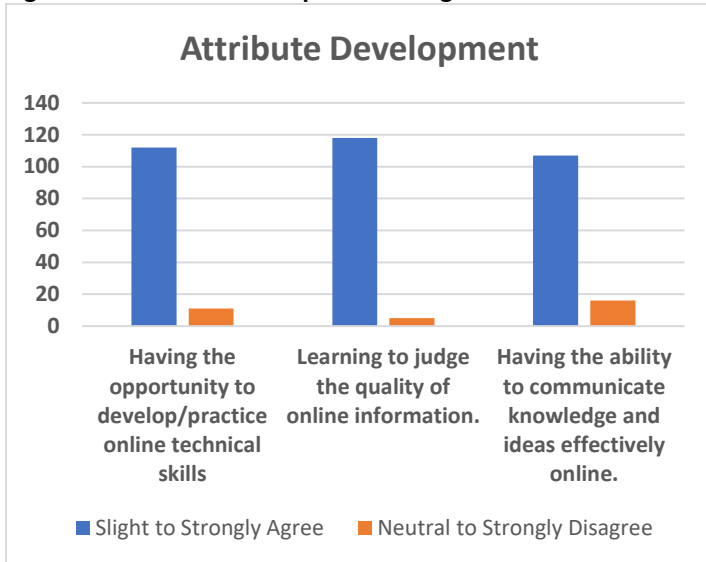 Attribute Development
140
120
100
80
60
40
20
0
Having the
opportunity to
develop/practice
online technical
skills
Learning to judge
the quality of
online information.
Having the ability
to communicate
knowledge and
ideas effectively
online.
Slight to Strongly Agree
Neutral to Strongly Disagree